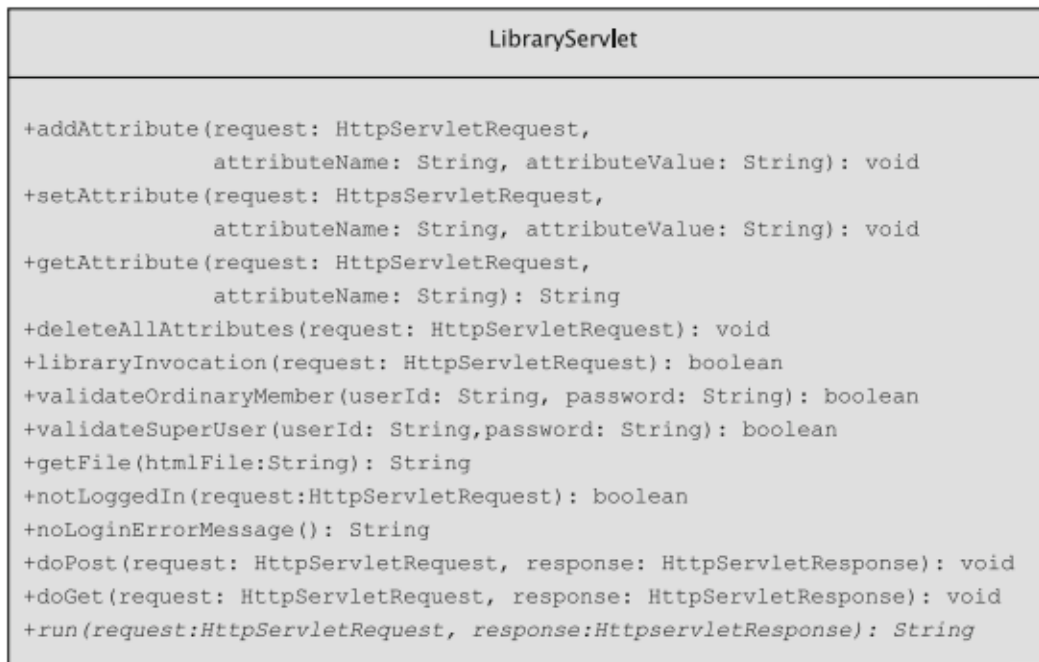 LibraryServlet
+addAttribute(request: HttpServletRequest,
attributeName: String, attributeValue: String): void
+setAttribute(request: HttpsServletRequest,
attributeName: String, attributeValue: String): void
+getAttribute(request: HttpServletRequest,
attributeName: String): String
+deleteAllAttributes(request: HttpServletRequest): void
+libraryInvocation(request: HttpServletRequest): boolean
+validateOrdinaryMember(userId: String, password: String): boolean
+validateSuperUser(userId: String,password: String): boolean
+getFile(htmlFile:String): String
+notLoggedIn(request:HttpServletRequest): boolean
+noLoginErrorMessage(): String
+doPost(request: HttpServletRequest, response: HttpServletResponse): void
+doGet(request: HttpServletRequest, response: HttpServletResponse): void
+run(request:HttpServletRequest, response:HttpservletResponse): String